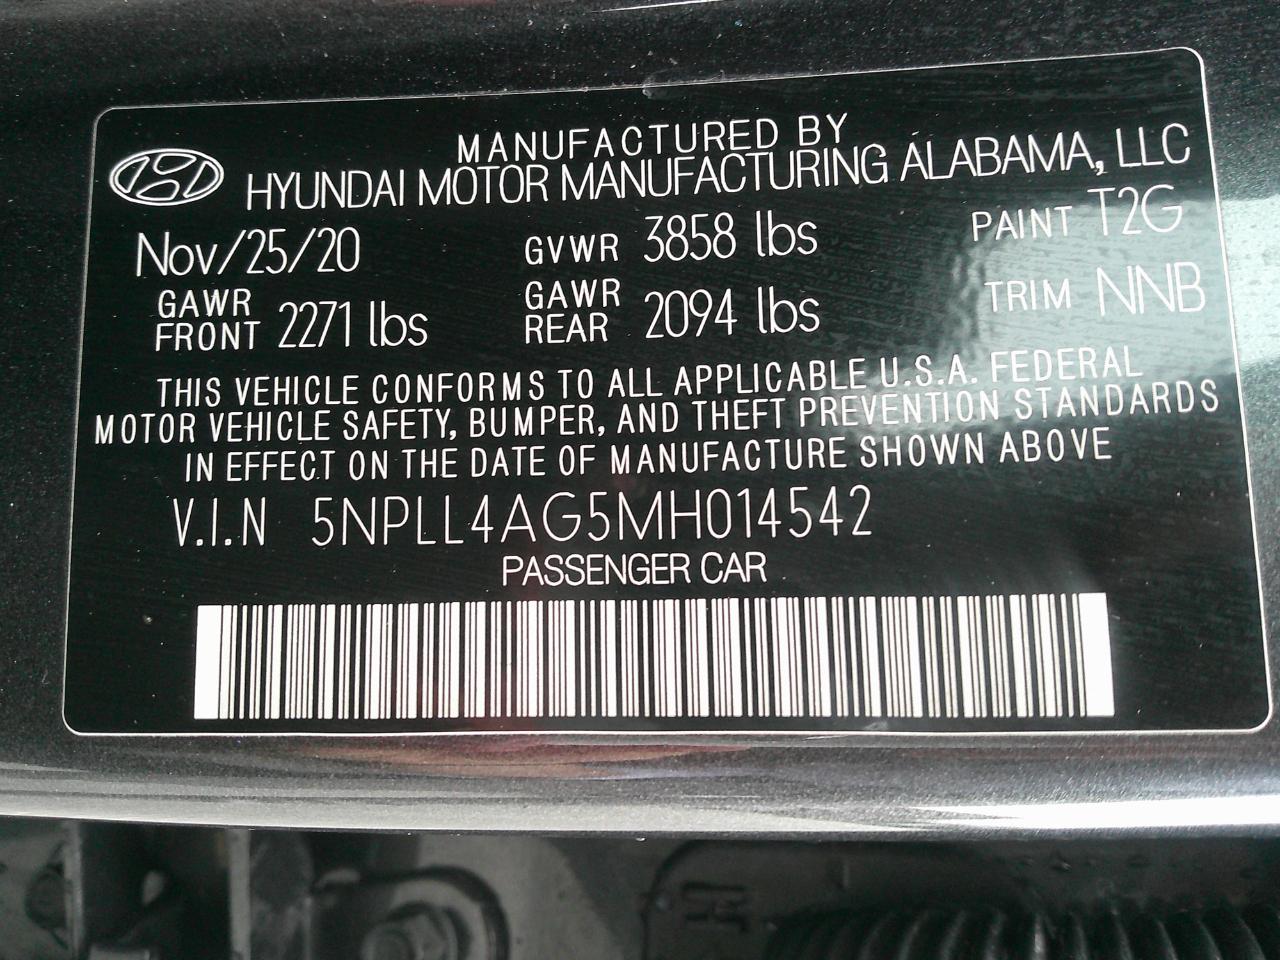 MANUFACTURED BY
HYUNDAI MOTOR MANUFACTURING ALABAMA, LLC
Nov/25/20 GVWR 3858 lbs PAINT T2G
GAWR FRONT 2271 lbs GAWR REAR 2094 lbs TRIM NNB
THIS VEHICLE CONFORMS TO ALL APPLICABLE U.S.A. FEDERAL
MOTOR VEHICLE SAFETY, BUMPER, AND THEFT PREVENTION STANDARDS
IN EFFECT ON THE DATE OF MANUFACTURE SHOWN ABOVE
V.I.N 5NPLL4AG5MH014542
PASSENGER CAR